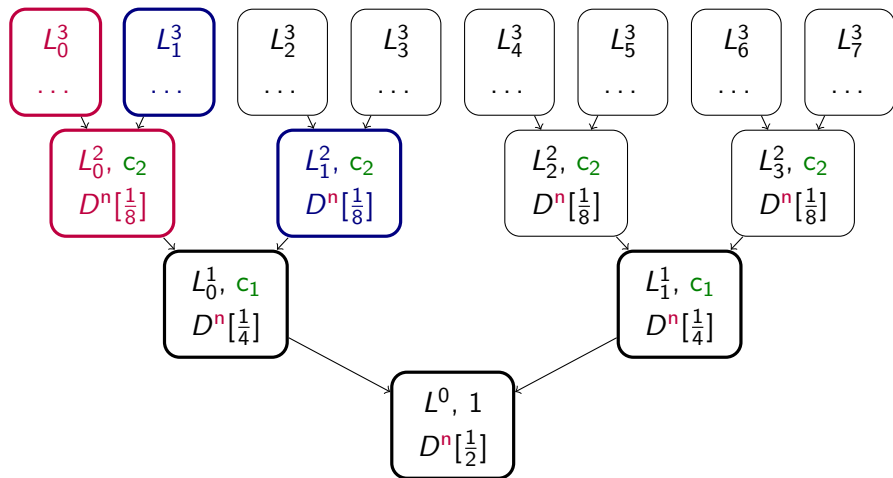 L_0^3 L_1^3 L_2^3 L_3^3 L_4^3 L_5^3 L_6^3 L_7^3
... ... ... ... ... ... ... ...
L_0^2, c_2 L_1^2, c_2 L_2^2, c_2 L_3^2, c_2
D^n[1/8] D^n[1/8] D^n[1/8] D^n[1/8]
L_0^1, c_1 L_1^1, c_1
D^n[1/4] D^n[1/4]
L^0, 1
D^n[1/2]